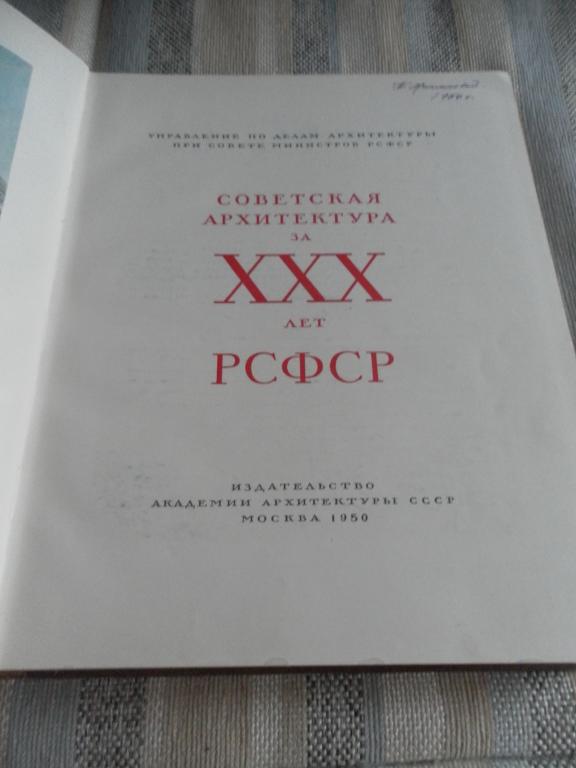 УПРАВЛЕНИЕ ПО ДЕЛАМ АРХИТЕКТУРЫ
ПРИ СОВЕТЕ МИНИСТРОВ РСФСР
СОВЕТСКАЯ
АРХИТЕКТУРА
ЗА
XXX
ЛЕТ
РСФСР
ИЗДАТЕЛЬСТВО
АКАДЕМИИ АРХИТЕКТУРЫ СССР
МОСКВА 1950